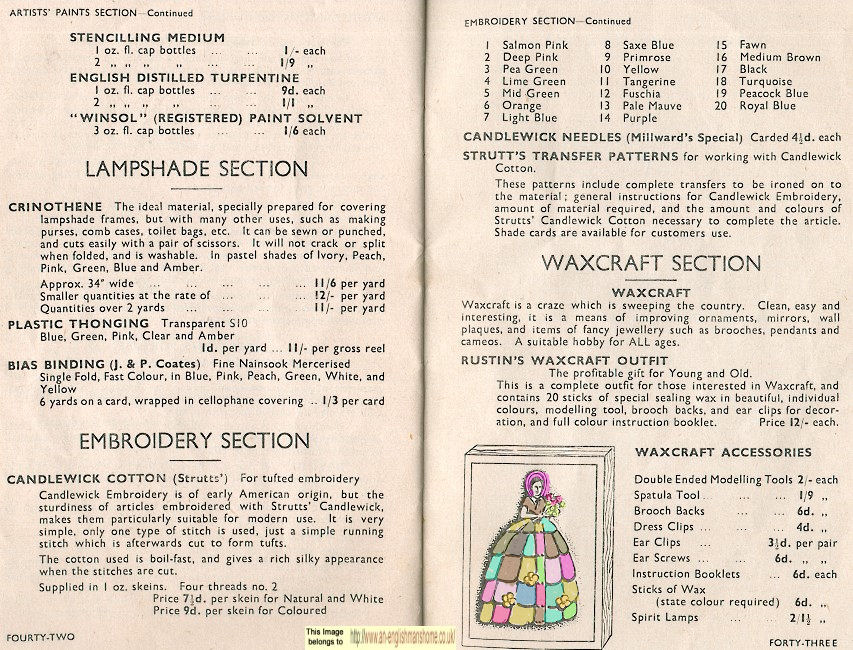 ARTISTS' PAINTS SECTION—Continued
STENCILLING MEDIUM
1 oz. fl. cap bottles ... ... 1/- each
2 ,, ,, ,, ,, ... ... 1/9 ,,
ENGLISH DISTILLED TURPENTINE
1 oz. fl. cap bottles ... ... 9d. each
2 ,, ,, ,, ,, ... ... 1/1 ,,
"WINSOL" (REGISTERED) PAINT SOLVENT
3 oz. fl. cap bottles ... ... 1/6 each
LAMPSHADE SECTION
CRINOTHENE The ideal material, specially prepared for covering
lampshade frames, but with many other uses, such as making
purses, comb cases, toilet bags, etc. It can be sewn or punched,
and cuts easily with a pair of scissors. It will not crack or split
when folded, and is washable. In pastel shades of Ivory, Peach,
Pink, Green, Blue and Amber.
Approx. 34" wide ... ... ... ... 11/6 per yard
Smaller quantities at the rate of ... ... ... 12/- per yard
Quantities over 2 yards ... ... ... 11/- per yard
PLASTIC THONGING Transparent S10
Blue, Green, Pink, Clear and Amber
1d. per yard ... 11/- per gross reel
BIAS BINDING (J. & P. Coates) Fine Nainsook Mercerised
Single Fold, Fast Colour, in Blue, Pink, Peach, Green, White, and
Yellow
6 yards on a card, wrapped in cellophane covering .. 1/3 per card
EMBROIDERY SECTION
CANDLEWICK COTTON (Strutts') For tufted embroidery
Candlewick Embroidery is of early American origin, but the
sturdiness of articles embroidered with Strutts' Candlewick,
makes them particularly suitable for modern use. It is very
simple, only one type of stitch is used, just a simple running
stitch which is afterwards cut to form tufts.
The cotton used is boil-fast, and gives a rich silky appearance
when the stitches are cut.
Supplied in 1 oz. skeins. Four threads no. 2
Price 7½d. per skein for Natural and White
Price 9d. per skein for Coloured
FOURTY-TWO
EMBROIDERY SECTION—Continued
1 Salmon Pink 8 Saxe Blue 15 Fawn
2 Deep Pink 9 Primrose 16 Medium Brown
3 Pea Green 10 Yellow 17 Black
4 Lime Green 11 Tangerine 18 Turquoise
5 Mid Green 12 Fuschia 19 Peacock Blue
6 Orange 13 Pale Mauve 20 Royal Blue
7 Light Blue 14 Purple
CANDLEWICK NEEDLES (Millward's Special) Carded 4½d. each
STRUTT'S TRANSFER PATTERNS for working with Candlewick
Cotton.
These patterns include complete transfers to be ironed on to
the material; general instructions for Candlewick Embroidery,
amount of material required, and the amount and colours of
Strutts' Candlewick Cotton necessary to complete the article.
Shade cards are available for customers use.
WAXCRAFT SECTION
WAXCRAFT
Waxcraft is a craze which is sweeping the country. Clean, easy and
interesting, it is a means of improving ornaments, mirrors, wall
plaques, and items of fancy jewellery such as brooches, pendants and
cameos. A suitable hobby for ALL ages.
RUSTIN'S WAXCRAFT OUTFIT
The profitable gift for Young and Old.
This is a complete outfit for those interested in Waxcraft, and
contains 20 sticks of special sealing wax in beautiful, individual
colours, modelling tool, brooch backs, and ear clips for decor-
ation, and full colour instruction booklet. Price 12/- each.
WAXCRAFT ACCESSORIES
Double Ended Modelling Tools 2/- each
Spatula Tool ... ... ... 1/9 ,,
Brooch Backs ... ... 6d. ,,
Dress Clips ... ... ... 4d. ,,
Ear Clips ... 3½d. per pair
Ear Screws ... ... 6d. ,, ,,
Instruction Booklets ... 6d. each
Sticks of Wax
(state colour required) 6d. ,,
Spirit Lamps ... ... 2/1½ ,,
FORTY-THREE
This Image
belongs to http://www.an-englishmanshome.co.uk/